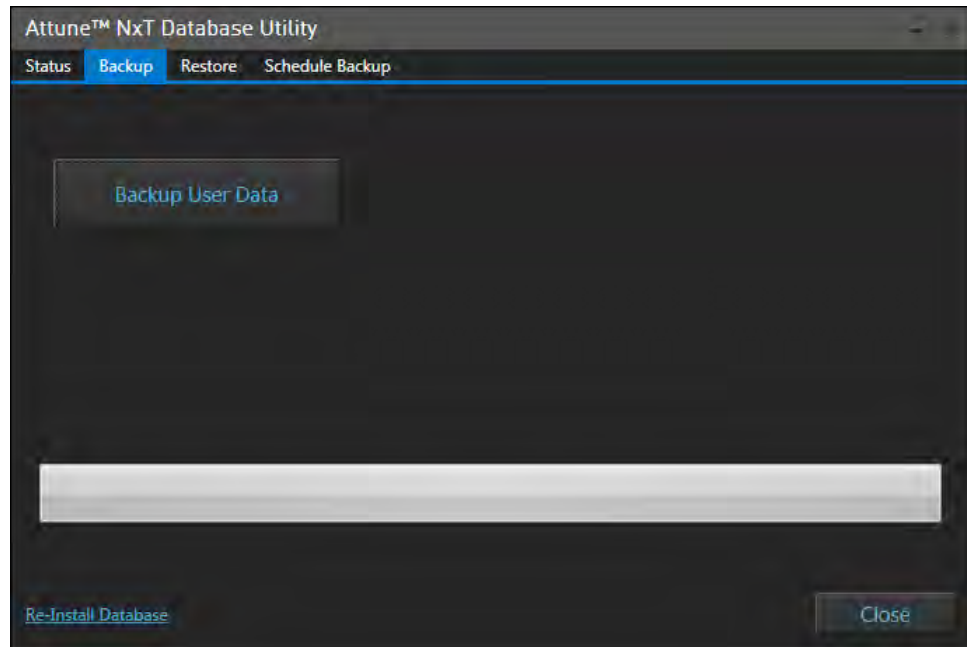 Attune™ NxT Database Utility
Status Backup Restore Schedule Backup
Backup User Data
Re-Install Database
Close